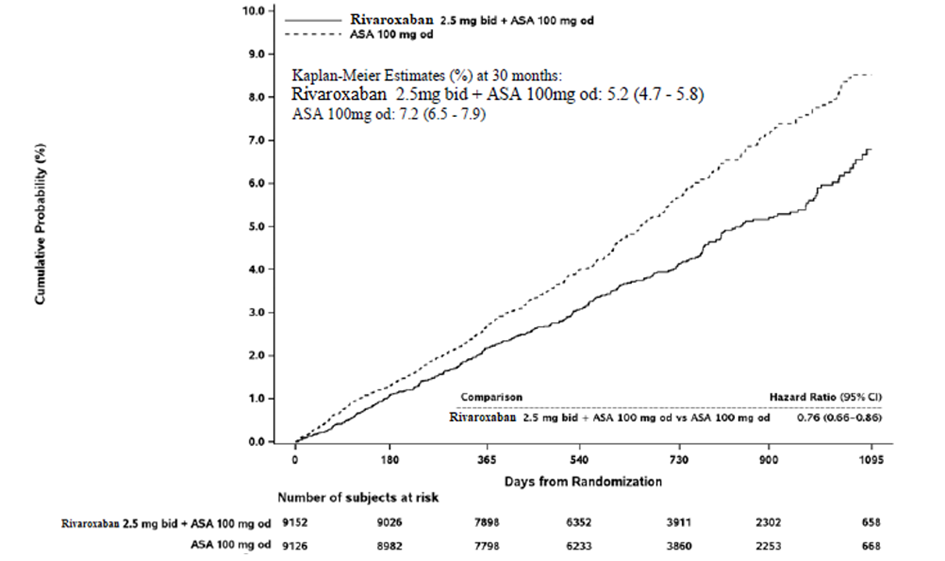 10.0
Rivaroxaban 2.5 mg bid + ASA 100 mg od
ASA 100 mg od
9.0
Kaplan-Meier Estimates (%) at 30 months:
Rivaroxaban 2.5mg bid + ASA 100mg od: 5.2 (4.7 - 5.8)
ASA 100mg od: 7.2 (6.5 - 7.9)
8.0
7.0
6.0
5.0
4.0
3.0
2.0
1.0
0.0
Cumulative Probability (%)
Comparison Hazard Ratio (95% CI)
Rivaroxaban 2.5 mg bid + ASA 100 mg od vs ASA 100 mg od 0.76 (0.66–0.86)
0 180 365 540 730 900 1095
Days from Randomization
Number of subjects at risk
Rivaroxaban 2.5 mg bid + ASA 100 mg od 9152 9026 7898 6352 3911 2302 658
ASA 100 mg od 9126 8982 7798 6233 3860 2253 668